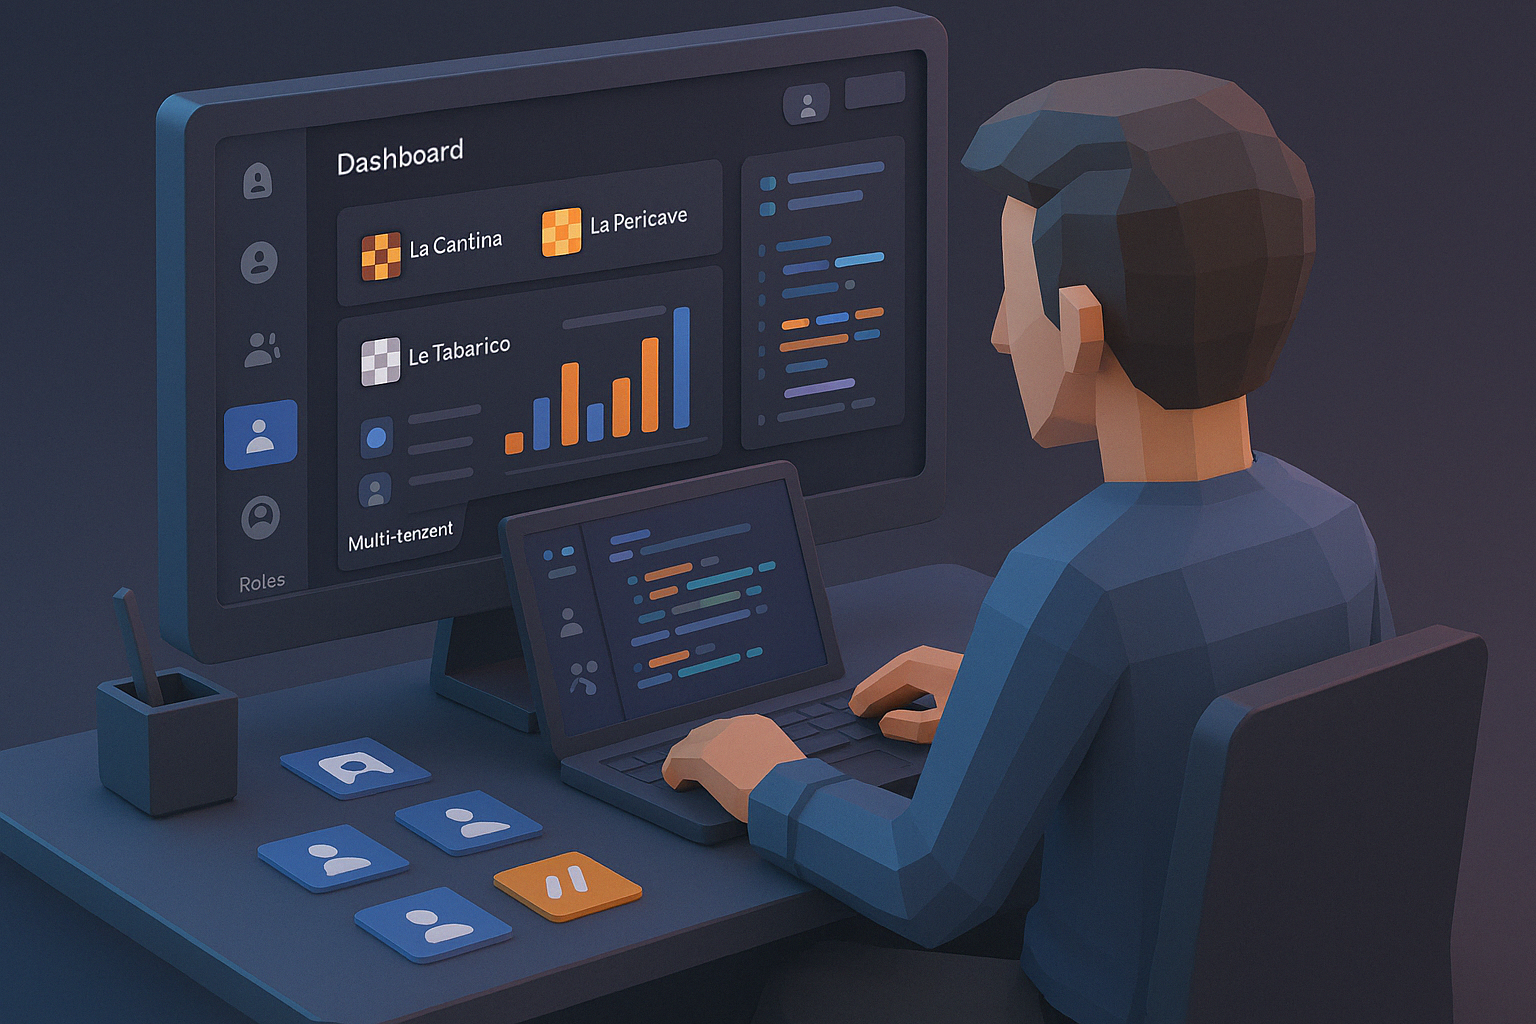 Dashboard
La Cantina
La Pericave
Le Tabarico
Multi-tenzent
Roles